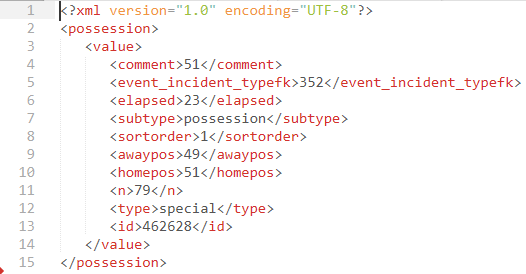 1 <?xml version="1.0" encoding="UTF-8"?>
2 <possession>
3 <value>
4 <comment>51</comment>
5 <event_incident_typefk>352</event_incident_typefk>
6 <elapsed>23</elapsed>
7 <subtype>possession</subtype>
8 <sortorder>1</sortorder>
9 <awaypos>49</awaypos>
10 <homepos>51</homepos>
11 <n>79</n>
12 <type>special</type>
13 <id>462628</id>
14 </value>
15 </possession>